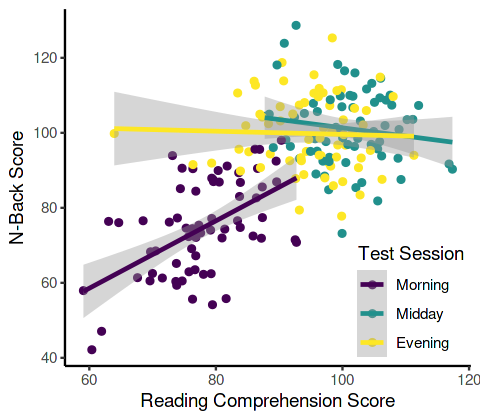 120
100
80
60
40
N-Back Score
Test Session
Morning
Midday
Evening
60
80
100
120
Reading Comprehension Score